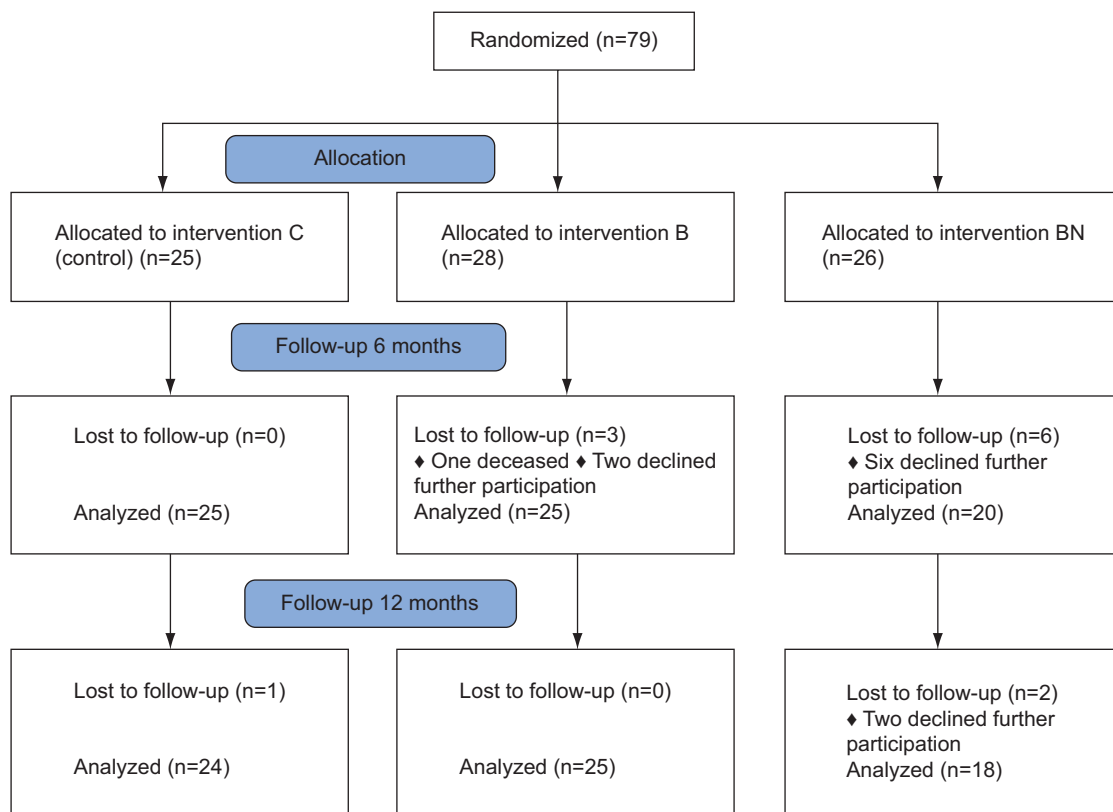 Randomized (n=79)
Allocation
Allocated to intervention C
(control) (n=25)
Allocated to intervention B
(n=28)
Allocated to intervention BN
(n=26)
Follow-up 6 months
Lost to follow-up (n=0)
Analyzed (n=25)
Lost to follow-up (n=3)
♦ One deceased ♦ Two declined
further participation
Analyzed (n=25)
Lost to follow-up (n=6)
♦ Six declined further
participation
Analyzed (n=20)
Follow-up 12 months
Lost to follow-up (n=1)
Analyzed (n=24)
Lost to follow-up (n=0)
Analyzed (n=25)
Lost to follow-up (n=2)
♦ Two declined further
participation
Analyzed (n=18)